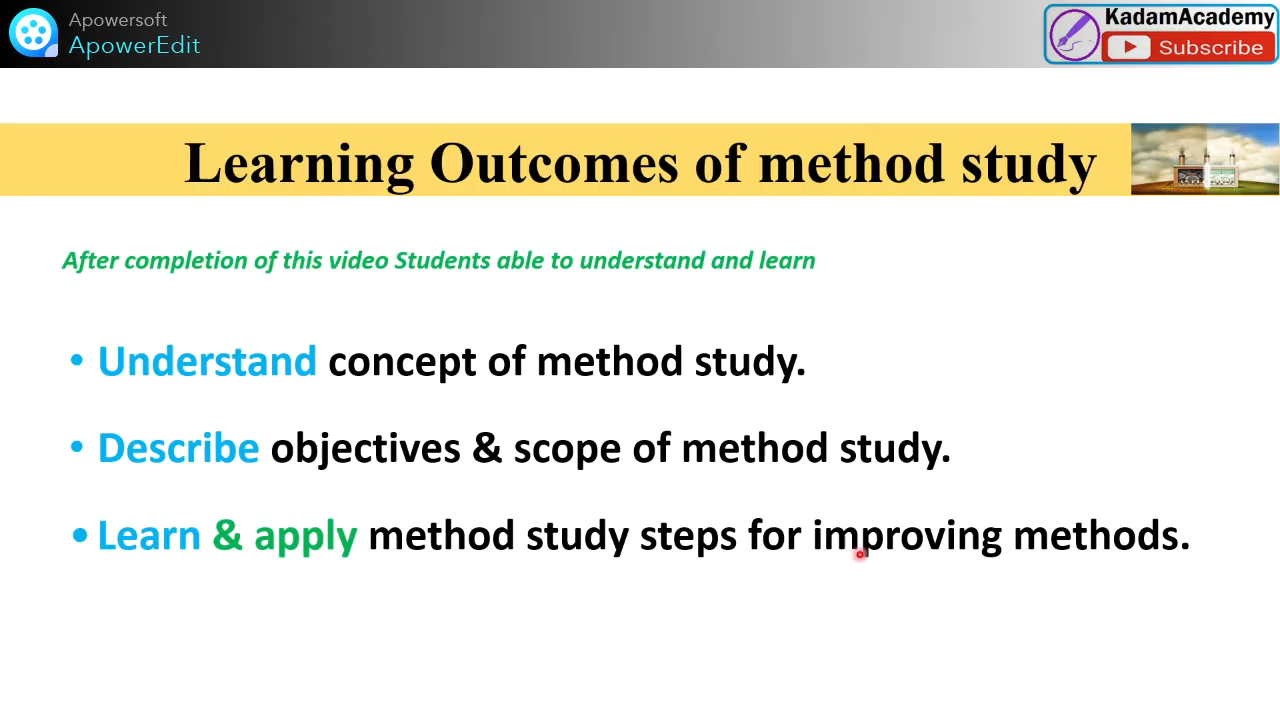 Apowersoft
ApowerEdit
KadamAcademy
Subscribe
Learning Outcomes of method study
After completion of this video Students able to understand and learn
• Understand concept of method study.
• Describe objectives & scope of method study.
• Learn & apply method study steps for improving methods.